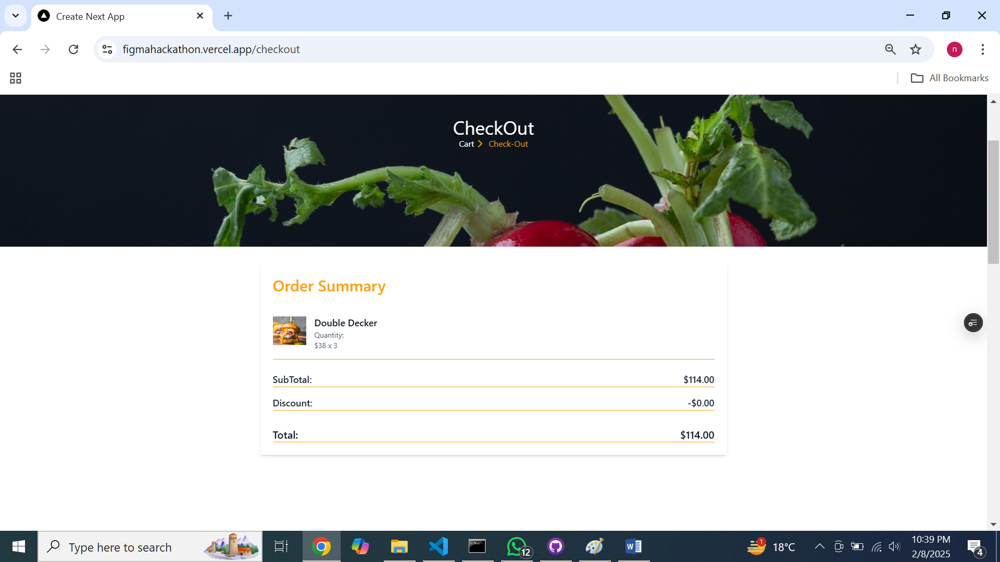 Create Next App
figmahackathon.vercel.app/checkout
n
All Bookmarks
CheckOut
Cart Check-Out
Order Summary
Double Decker
Quantity:
$38 x 3
SubTotal: $114.00
Discount: -$0.00
Total: $114.00
Type here to search
12
1
18°C
10:39 PM
2/8/2025
4